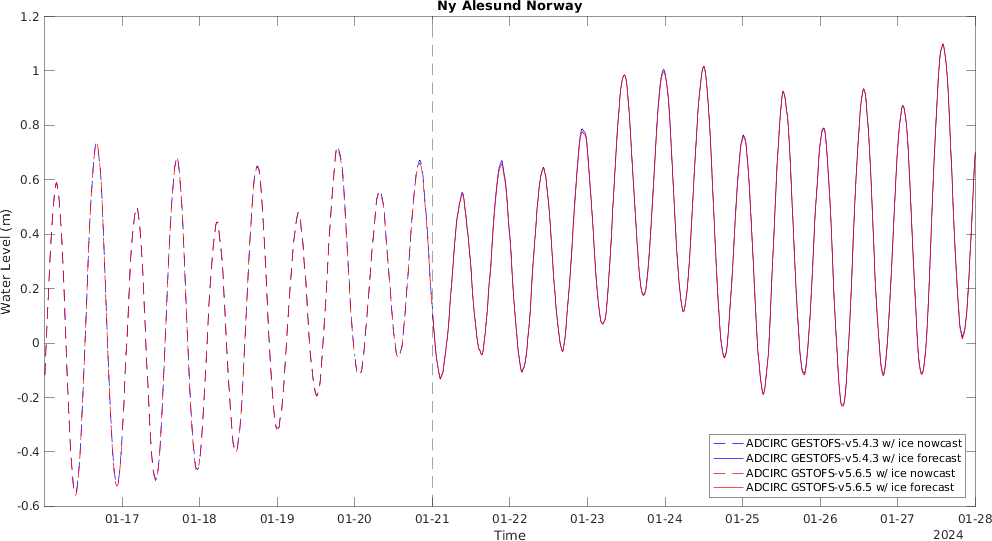 Ny Alesund Norway
1.2
1
0.8
0.6
0.4
0.2
0
-0.2
-0.4
-0.6
Water Level (m)
ADCIRC GESTOFS-v5.4.3 w/ ice nowcast
ADCIRC GESTOFS-v5.4.3 w/ ice forecast
ADCIRC GSTOFS-v5.6.5 w/ ice nowcast
ADCIRC GSTOFS-v5.6.5 w/ ice forecast
01-17 01-18 01-19 01-20 01-21 01-22 01-23 01-24 01-25 01-26 01-27 01-28
Time
2024